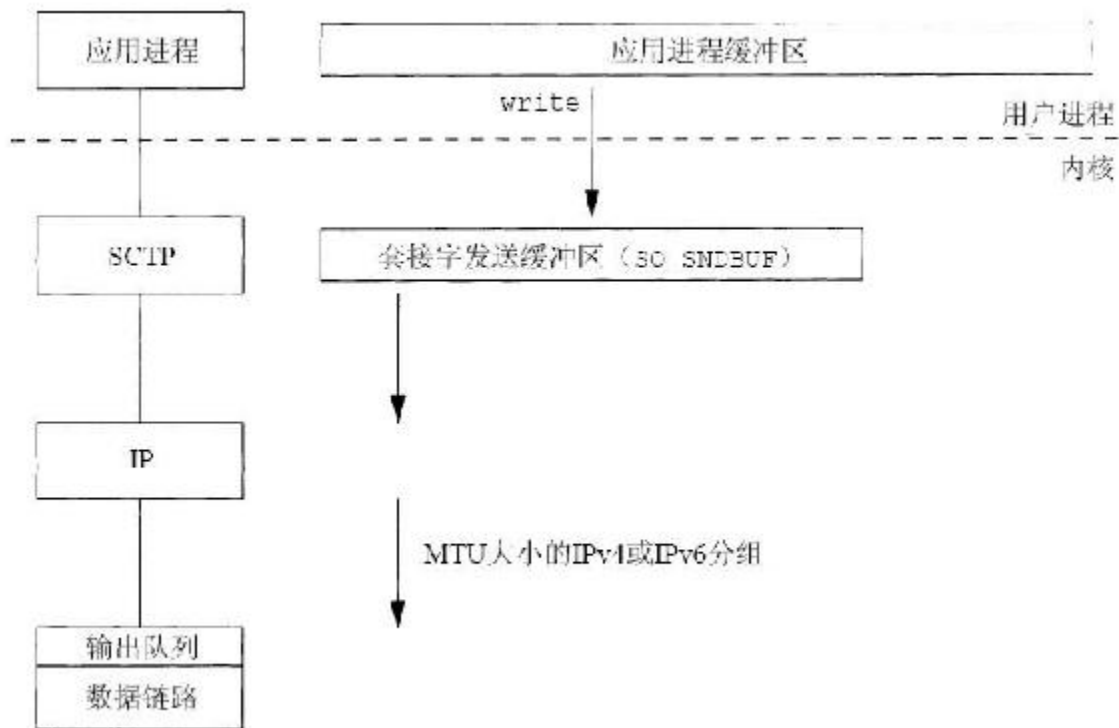 应用进程
应用进程缓冲区
write
用户进程
内核
SCTP
套接字发送缓冲区（SO SNDBUF）
IP
MTU大小的IPv4或IPv6分组
输出队列
数据链路